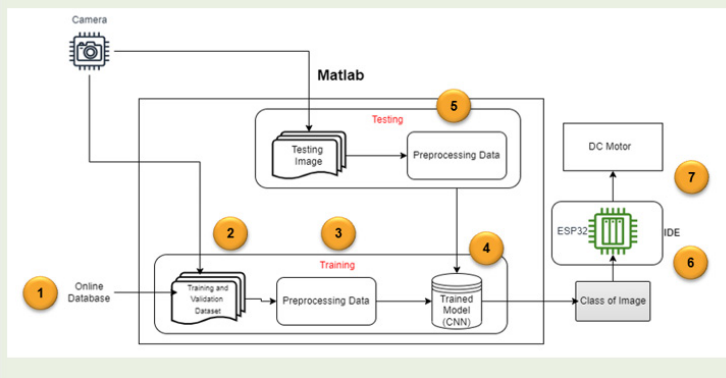 Camera
Matlab
5
Testing
Testing
Image
Preprocessing Data
DC Motor
7
ESP32
IDE
6
2
3
4
Training
1
Online
Database
Training and
Validation
Dataset
Preprocessing Data
Trained
Model
(CNN)
Class of Image